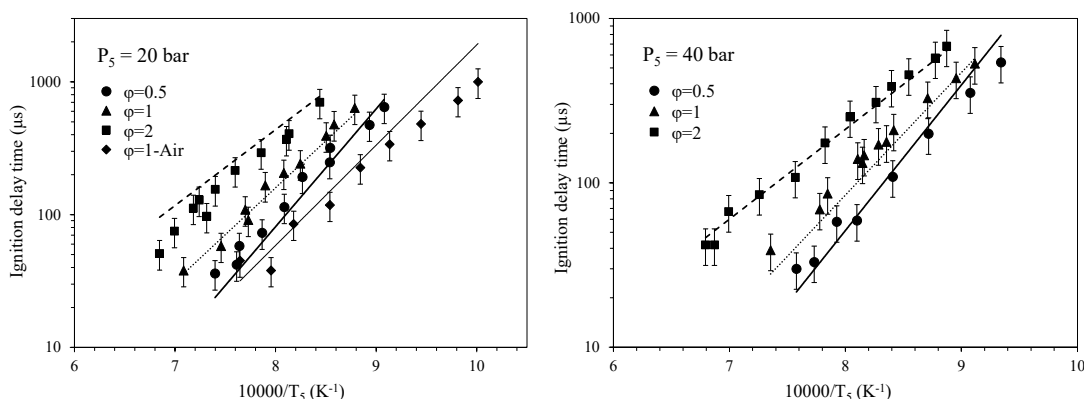 P5 = 20 bar
φ=0.5
φ=1
φ=2
φ=1-Air
Ignition delay time (μs)
1000
100
10
6 7 8 9 10
10000/T5 (K-1)
P5 = 40 bar
φ=0.5
φ=1
φ=2
Ignition delay time (μs)
1000
100
10
6 7 8 9 10
10000/T5 (K-1)